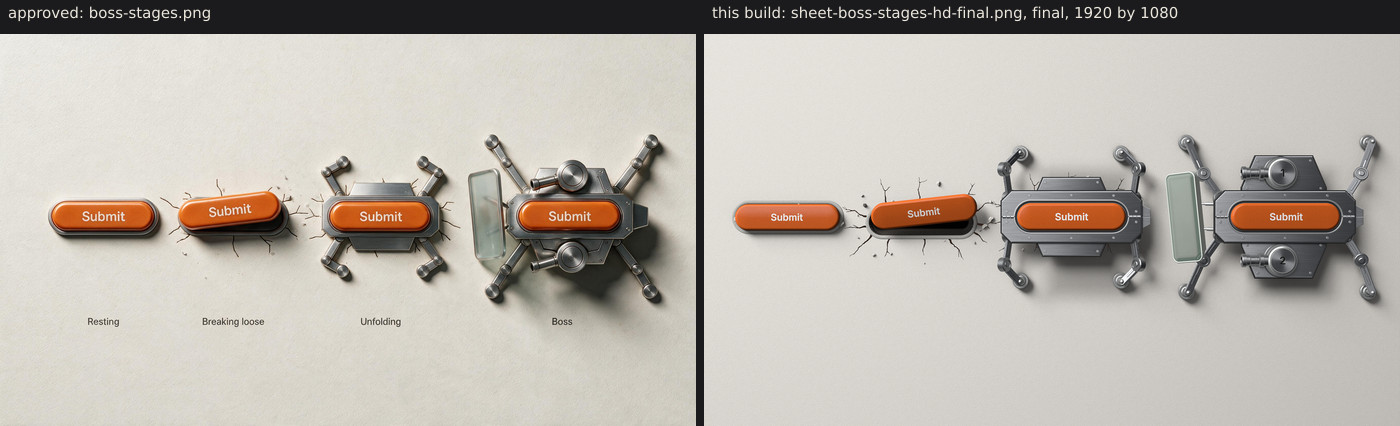 approved: boss-stages.png
this build: sheet-boss-stages-hd-final.png, final, 1920 by 1080
Submit
Submit
Submit
Submit
Resting
Breaking loose
Unfolding
Boss
Submit
Submit
Submit
1
Submit
2